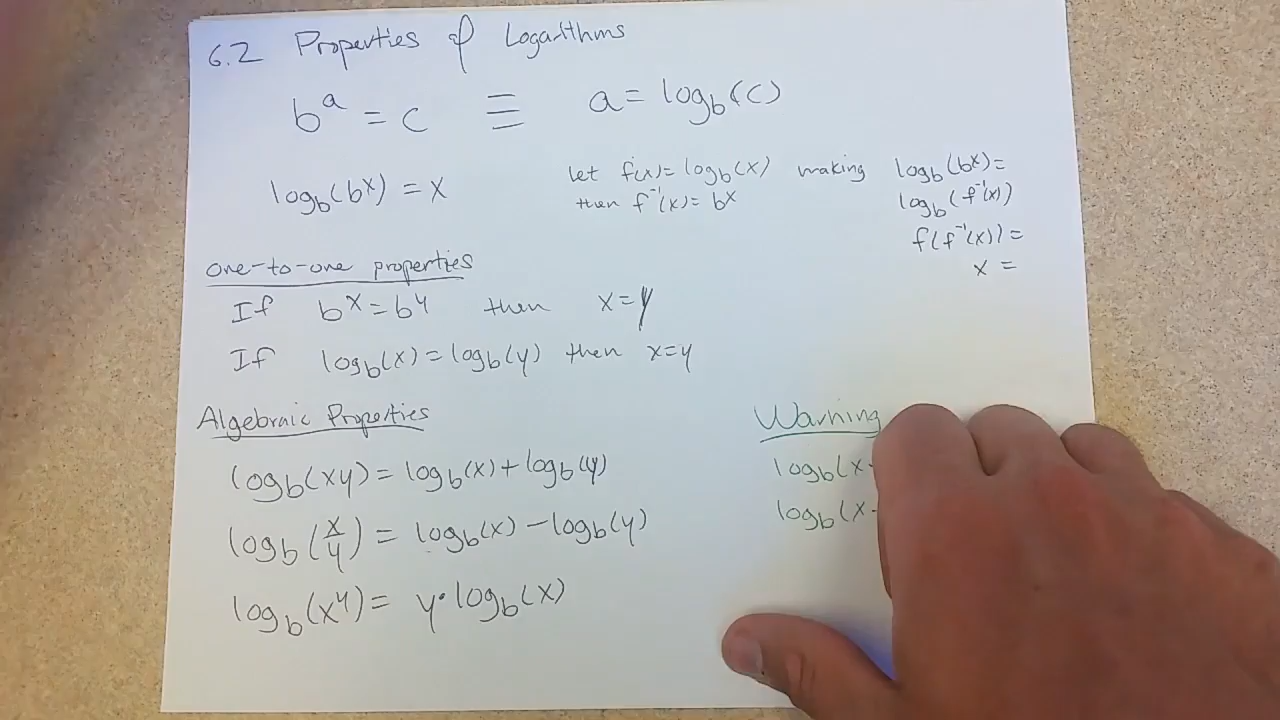 6.2 Properties of Logarithms
b^a = c ≡ a = log_b(c)
log_b(b^x) = x
let f(x) = log_b(x) making
then f^-1(x) = b^x
log_b(b^x) =
log_b(f^-1(x))
f(f^-1(x)) =
x =
one-to-one properties
If b^x = b^y then x = y
If log_b(x) = log_b(y) then x = y
Algebraic Properties
log_b(xy) = log_b(x) + log_b(y)
log_b(x/y) = log_b(x) - log_b(y)
log_b(x^y) = y · log_b(x)
Warning
log_b(x
log_b(x